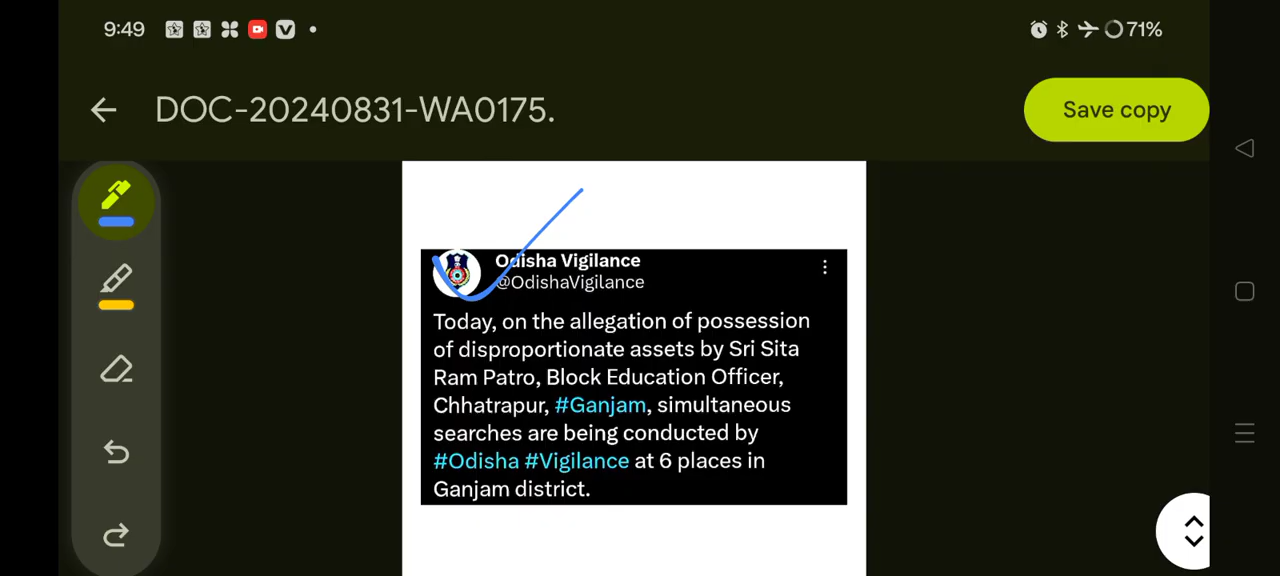 9:49 71%
DOC-20240831-WA0175.
Save copy
Odisha Vigilance
@OdishaVigilance
Today, on the allegation of possession
of disproportionate assets by Sri Sita
Ram Patro, Block Education Officer,
Chhatrapur, #Ganjam, simultaneous
searches are being conducted by
#Odisha #Vigilance at 6 places in
Ganjam district.